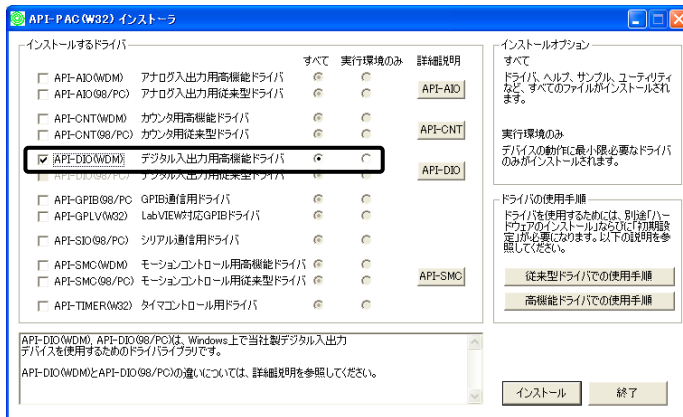 API-PAC(W32) インストーラ
インストールするドライバ
すべて 実行環境のみ 詳細説明
API-AIO(WDM) アナログ入出力用高機能ドライバ
API-AIO(98/PC) アナログ入出力用従来型ドライバ
API-AIO
API-CNT(WDM) カウンタ用高機能ドライバ
API-CNT(98/PC) カウンタ用従来型ドライバ
API-CNT
API-DIO(WDM) デジタル入出力用高機能ドライバ
API-DIO(98/PC) デジタル入出力用従来型ドライバ
API-DIO
API-GPIB(98/PC GPIB通信用ドライバ
API-GPLV(W32) LabVIEW対応GPIBドライバ
API-SIO(98/PC) シリアル通信用ドライバ
API-SMC(WDM) モーションコントロール用高機能ドライバ
API-SMC(98/PC) モーションコントロール用従来型ドライバ
API-SMC
API-TIMER(W32) タイマコントロール用ドライバ
インストールオプション
すべて
ドライバ、ヘルプ、サンプル、ユーティリティ
など、すべてのファイルがインストールされ
ます。
実行環境のみ
デバイスの動作に最小限必要なドライバ
のみがインストールされます。
ドライバの使用手順
ドライバを使用するためには、別途「ハー
ドウェアのインストール」ならびに「初期設
定」が必要になります。以下の説明を参
照してください。
従来型ドライバでの使用手順
高機能ドライバでの使用手順
API-DIO(WDM), API-DIO(98/PC)は、Windows上で当社製デジタル入出力
デバイスを使用するためのドライバライブラリです。
API-DIO(WDM)とAPI-DIO(98/PC)の違いについては、詳細説明を参照してください。
インストール 終了